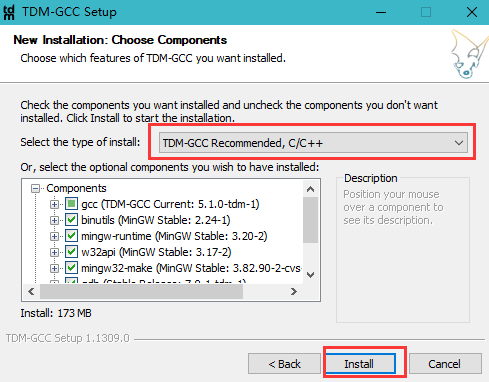 tdm
TDM-GCC Setup
New Installation: Choose Components
Choose which features of TDM-GCC you want installed.
Check the components you want installed and uncheck the components you don't want
installed. Click Install to start the installation.
Select the type of install:
TDM-GCC Recommended, C/C++
Or, select the optional components you wish to have installed:
Components
gcc (TDM-GCC Current: 5.1.0-tdm-1)
binutils (MinGW Stable: 2.24-1)
mingw-runtime (MinGW Stable: 3.20-2)
w32api (MinGW Stable: 3.17-2)
mingw32-make (MinGW Stable: 3.82.90-2-cvs
Description
Position your mouse
over a component to
see its description.
Install: 173 MB
TDM-GCC Setup 1.1309.0
< Back
Install
Cancel